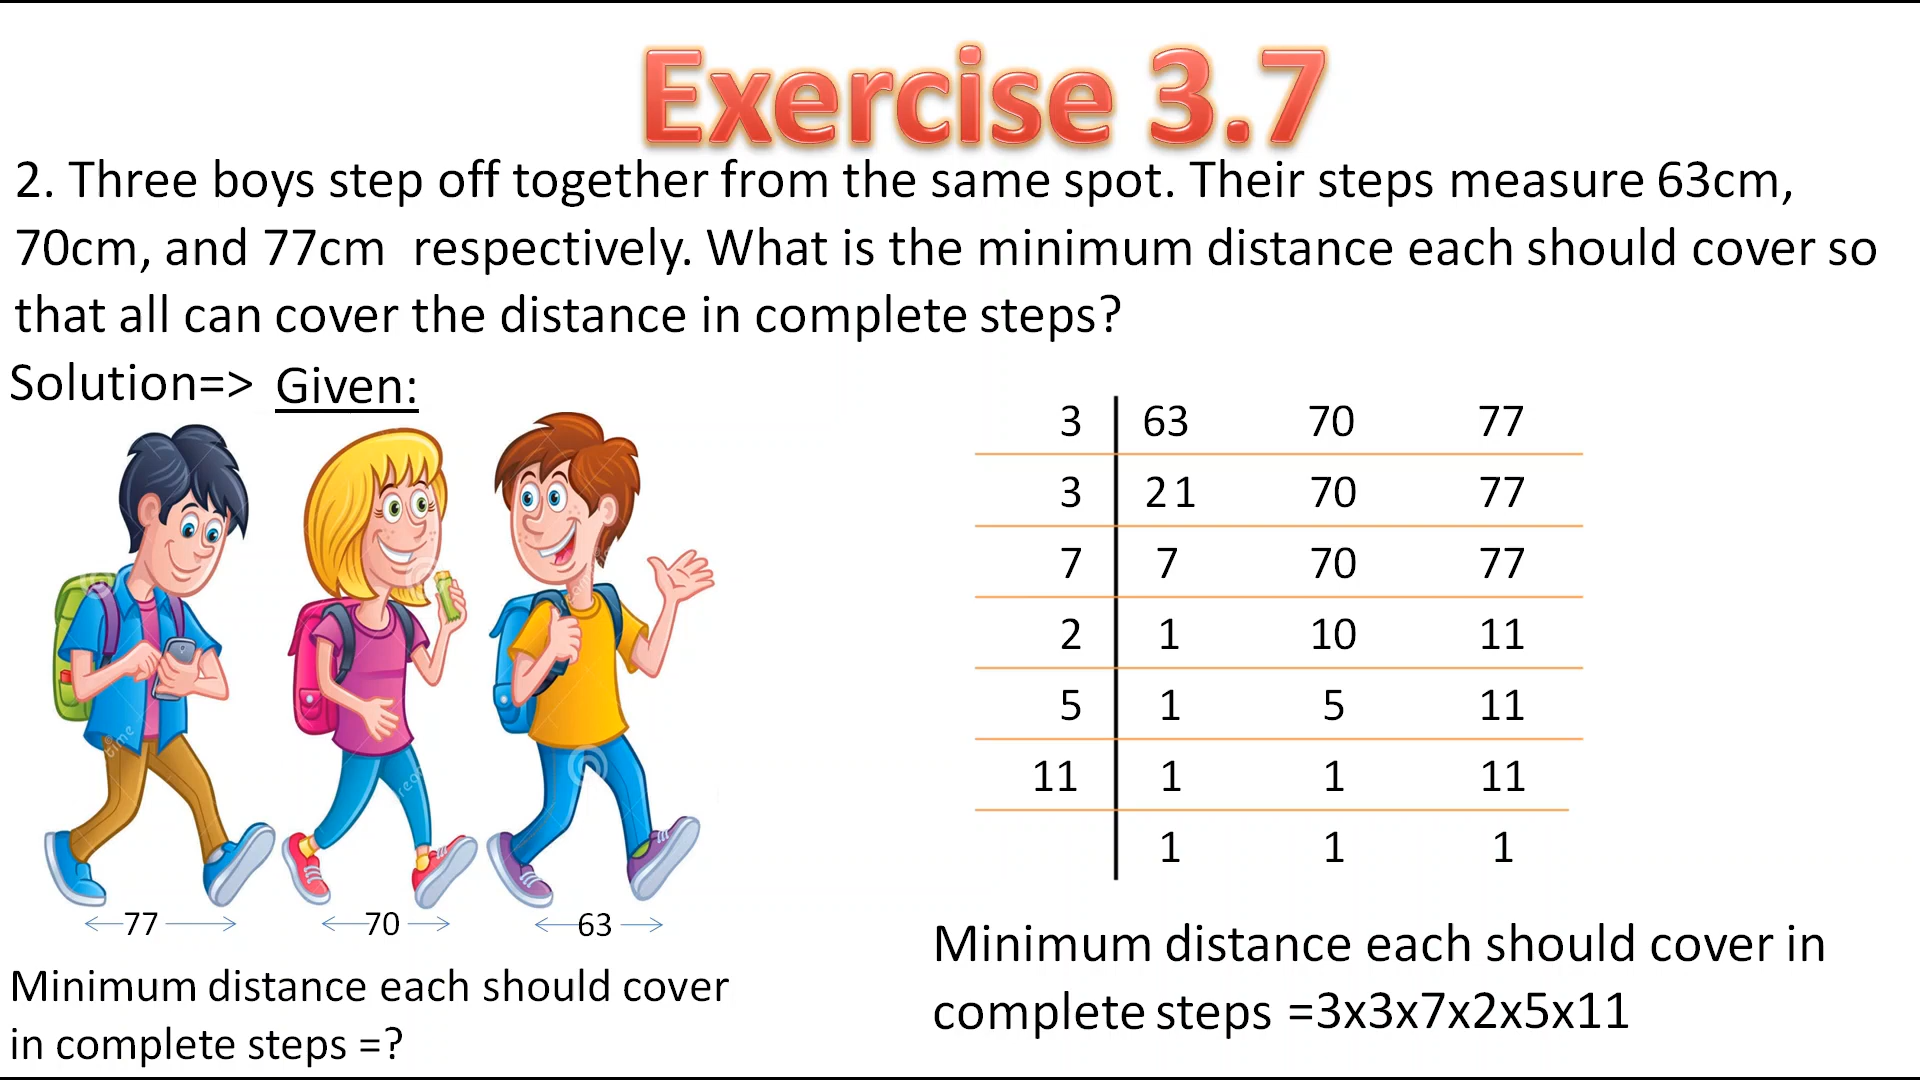 Exercise 3.7
2. Three boys step off together from the same spot. Their steps measure 63cm,
70cm, and 77cm respectively. What is the minimum distance each should cover so
that all can cover the distance in complete steps?
Solution=> Given:
77 70 63
Minimum distance each should cover
in complete steps =?
3 63 70 77
3 21 70 77
7 7 70 77
2 1 10 11
5 1 5 11
11 1 1 11
1 1 1
Minimum distance each should cover in
complete steps =3x3x7x2x5x11